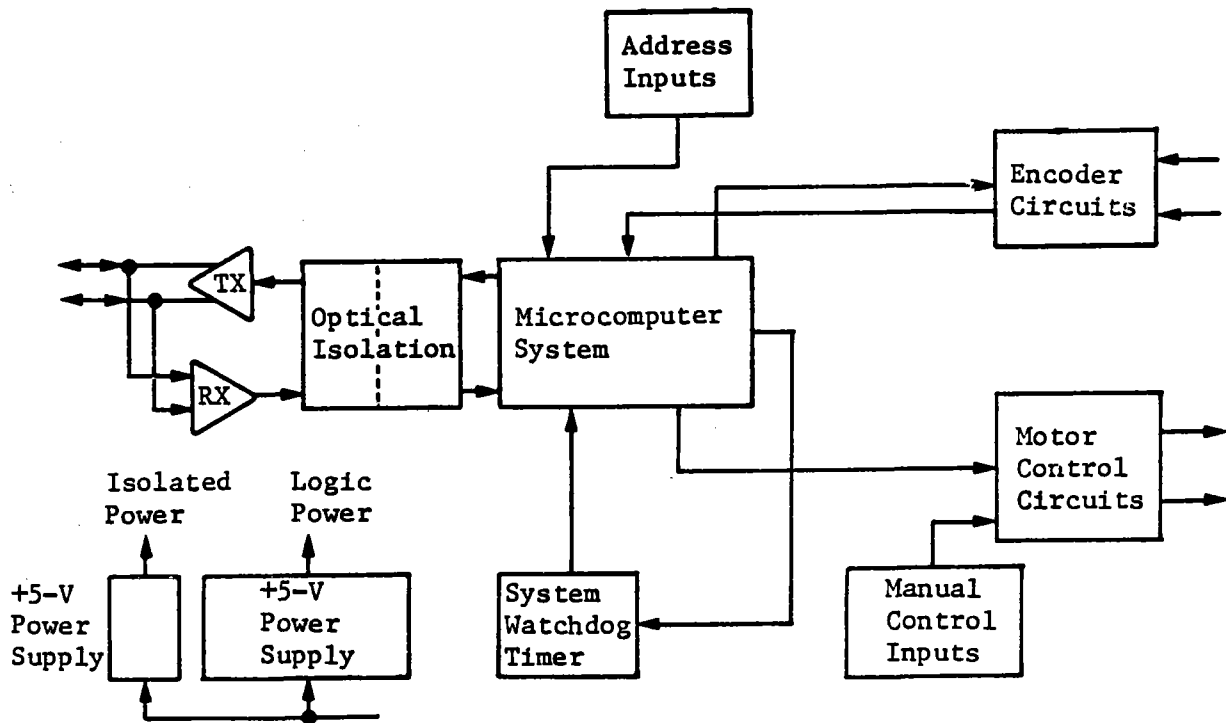 Address
Inputs
Encoder
Circuits
TX
Optical
Isolation
Microcomputer
System
RX
Motor
Control
Circuits
Isolated
Power
Logic
Power
+5-V
Power
Supply
+5-V
Power
Supply
System
Watchdog
Timer
Manual
Control
Inputs